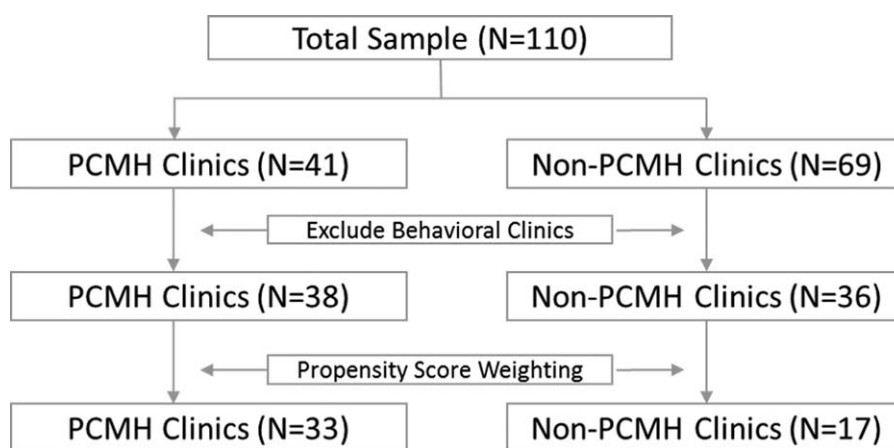 Total Sample (N=110)
PCMH Clinics (N=41)
Non-PCMH Clinics (N=69)
Exclude Behavioral Clinics
PCMH Clinics (N=38)
Non-PCMH Clinics (N=36)
Propensity Score Weighting
PCMH Clinics (N=33)
Non-PCMH Clinics (N=17)